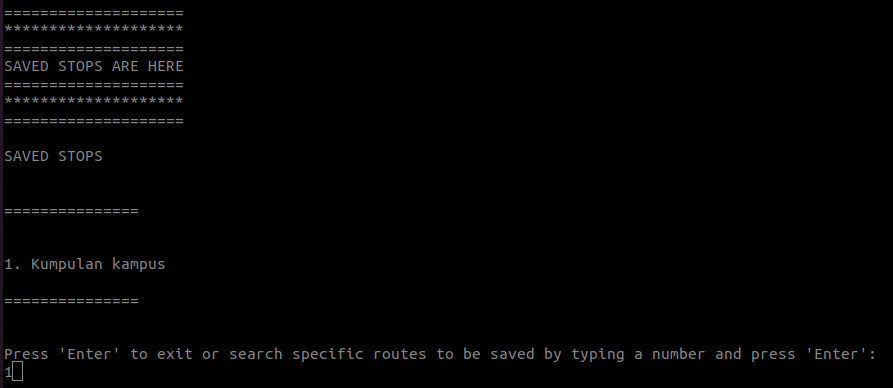 ====================
********************
====================
SAVED STOPS ARE HERE
====================
********************
====================
SAVED STOPS
===============
1. Kumpulan kampus
===============
Press 'Enter' to exit or search specific routes to be saved by typing a number and press 'Enter':
1